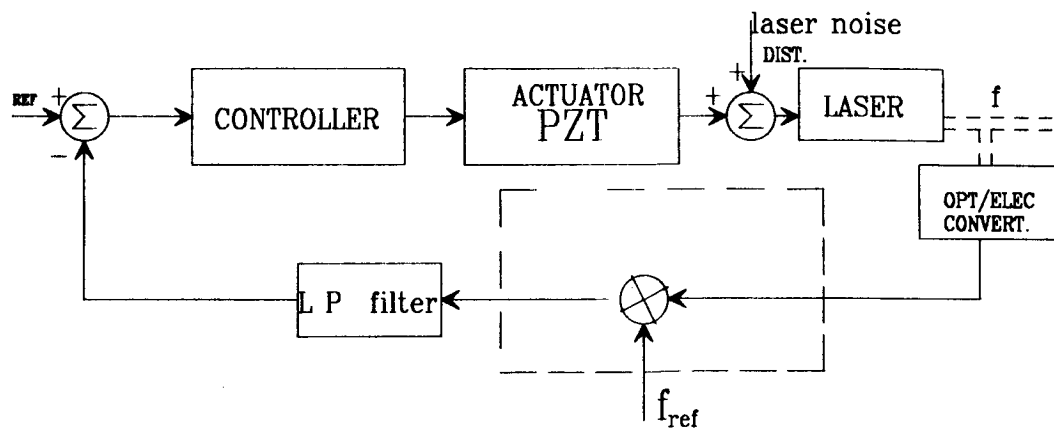 laser noise
DIST.
REF
+
Σ
−
CONTROLLER
ACTUATOR
PZT
+
+
Σ
LASER
f
OPT/ELEC
CONVERT.
L P filter
f_ref